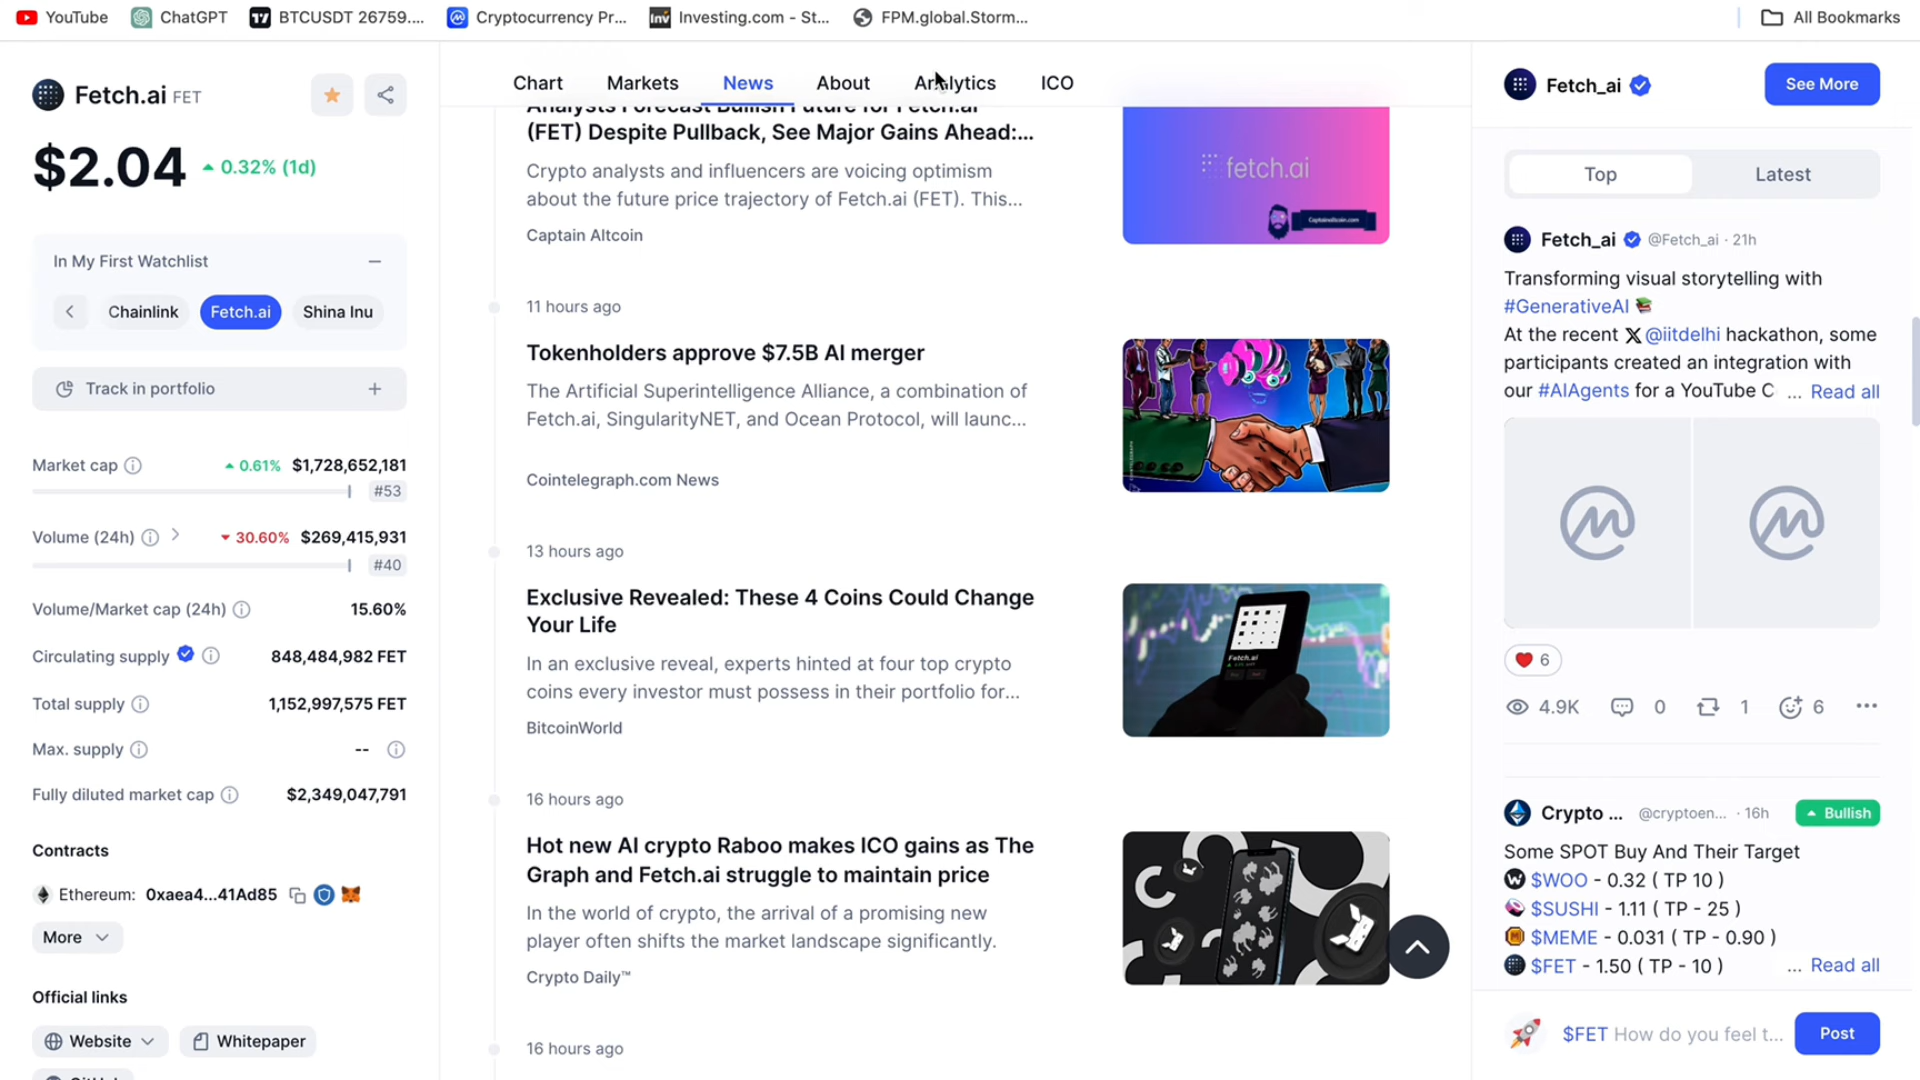 YouTube ChatGPT BTCUSDT 26759.... Cryptocurrency Pr... Investing.com - St... FPM.global.Storm... All Bookmarks
Fetch.ai FET
$2.04 0.32% (1d)
In My First Watchlist
Chainlink Fetch.ai Shina Inu
Track in portfolio +
Market cap 0.61% $1,728,652,181
#53
Volume (24h) 30.60% $269,415,931
#40
Volume/Market cap (24h) 15.60%
Circulating supply 848,484,982 FET
Total supply 1,152,997,575 FET
Max. supply --
Fully diluted market cap $2,349,047,791
Contracts
Ethereum: 0xaea4...41Ad85
More
Official links
Website Whitepaper
GitHub
Chart Markets News About Analytics ICO
Analysts Forecast Bullish Future for Fetch.ai
(FET) Despite Pullback, See Major Gains Ahead:...
Crypto analysts and influencers are voicing optimism
about the future price trajectory of Fetch.ai (FET). This...
Captain Altcoin
fetch.ai
Captainaltcoin.com
11 hours ago
Tokenholders approve $7.5B AI merger
The Artificial Superintelligence Alliance, a combination of
Fetch.ai, SingularityNET, and Ocean Protocol, will launc...
Cointelegraph.com News
13 hours ago
Exclusive Revealed: These 4 Coins Could Change
Your Life
In an exclusive reveal, experts hinted at four top crypto
coins every investor must possess in their portfolio for...
BitcoinWorld
Fetch.ai
16 hours ago
Hot new AI crypto Raboo makes ICO gains as The
Graph and Fetch.ai struggle to maintain price
In the world of crypto, the arrival of a promising new
player often shifts the market landscape significantly.
Crypto Daily™
16 hours ago
Fetch_ai See More
Top Latest
Fetch_ai @Fetch_ai · 21h
Transforming visual storytelling with
#GenerativeAI
At the recent X @iitdelhi hackathon, some
participants created an integration with
our #AIAgents for a YouTube C ... Read all
6
4.9K 0 1 6
Crypto ... @cryptoen... · 16h Bullish
Some SPOT Buy And Their Target
$WOO - 0.32 ( TP 10 )
$SUSHI - 1.11 ( TP - 25 )
$MEME - 0.031 ( TP - 0.90 )
$FET - 1.50 ( TP - 10 ) ... Read all
$FET How do you feel t... Post